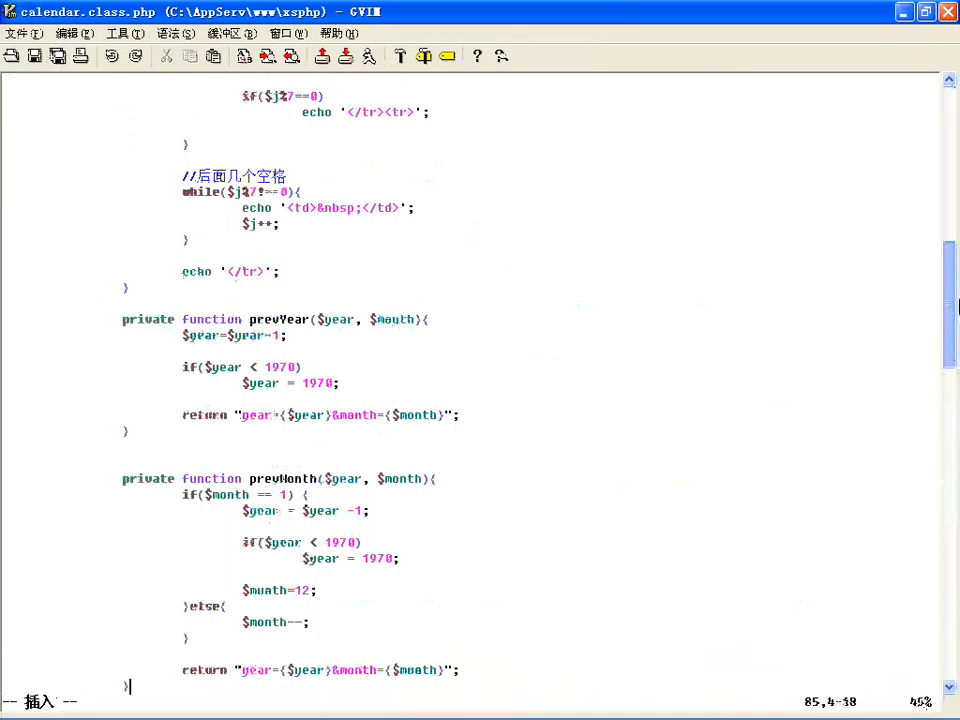 calendar.class.php (C:\AppServ\www\xsphp) - GVIM
文件(F) 编辑(E) 工具(T) 语法(S) 缓冲区(B) 窗口(W) 帮助(H)
if($j%7==0)
echo '</tr><tr>';
}
//后面几个空格
while($j%7!==0){
echo '<td>&nbsp;</td>';
$j++;
}
echo '</tr>';
}
private function prevYear($year, $month){
$year=$year-1;
if($year < 1970)
$year = 1970;
return "year={$year}&month={$month}";
}
private function prevMonth($year, $month){
if($month == 1) {
$year = $year -1;
if($year < 1970)
$year = 1970;
$month=12;
}else{
$month--;
}
return "year={$year}&month={$month}";
}
-- 插入 -- 85,4-18 45%